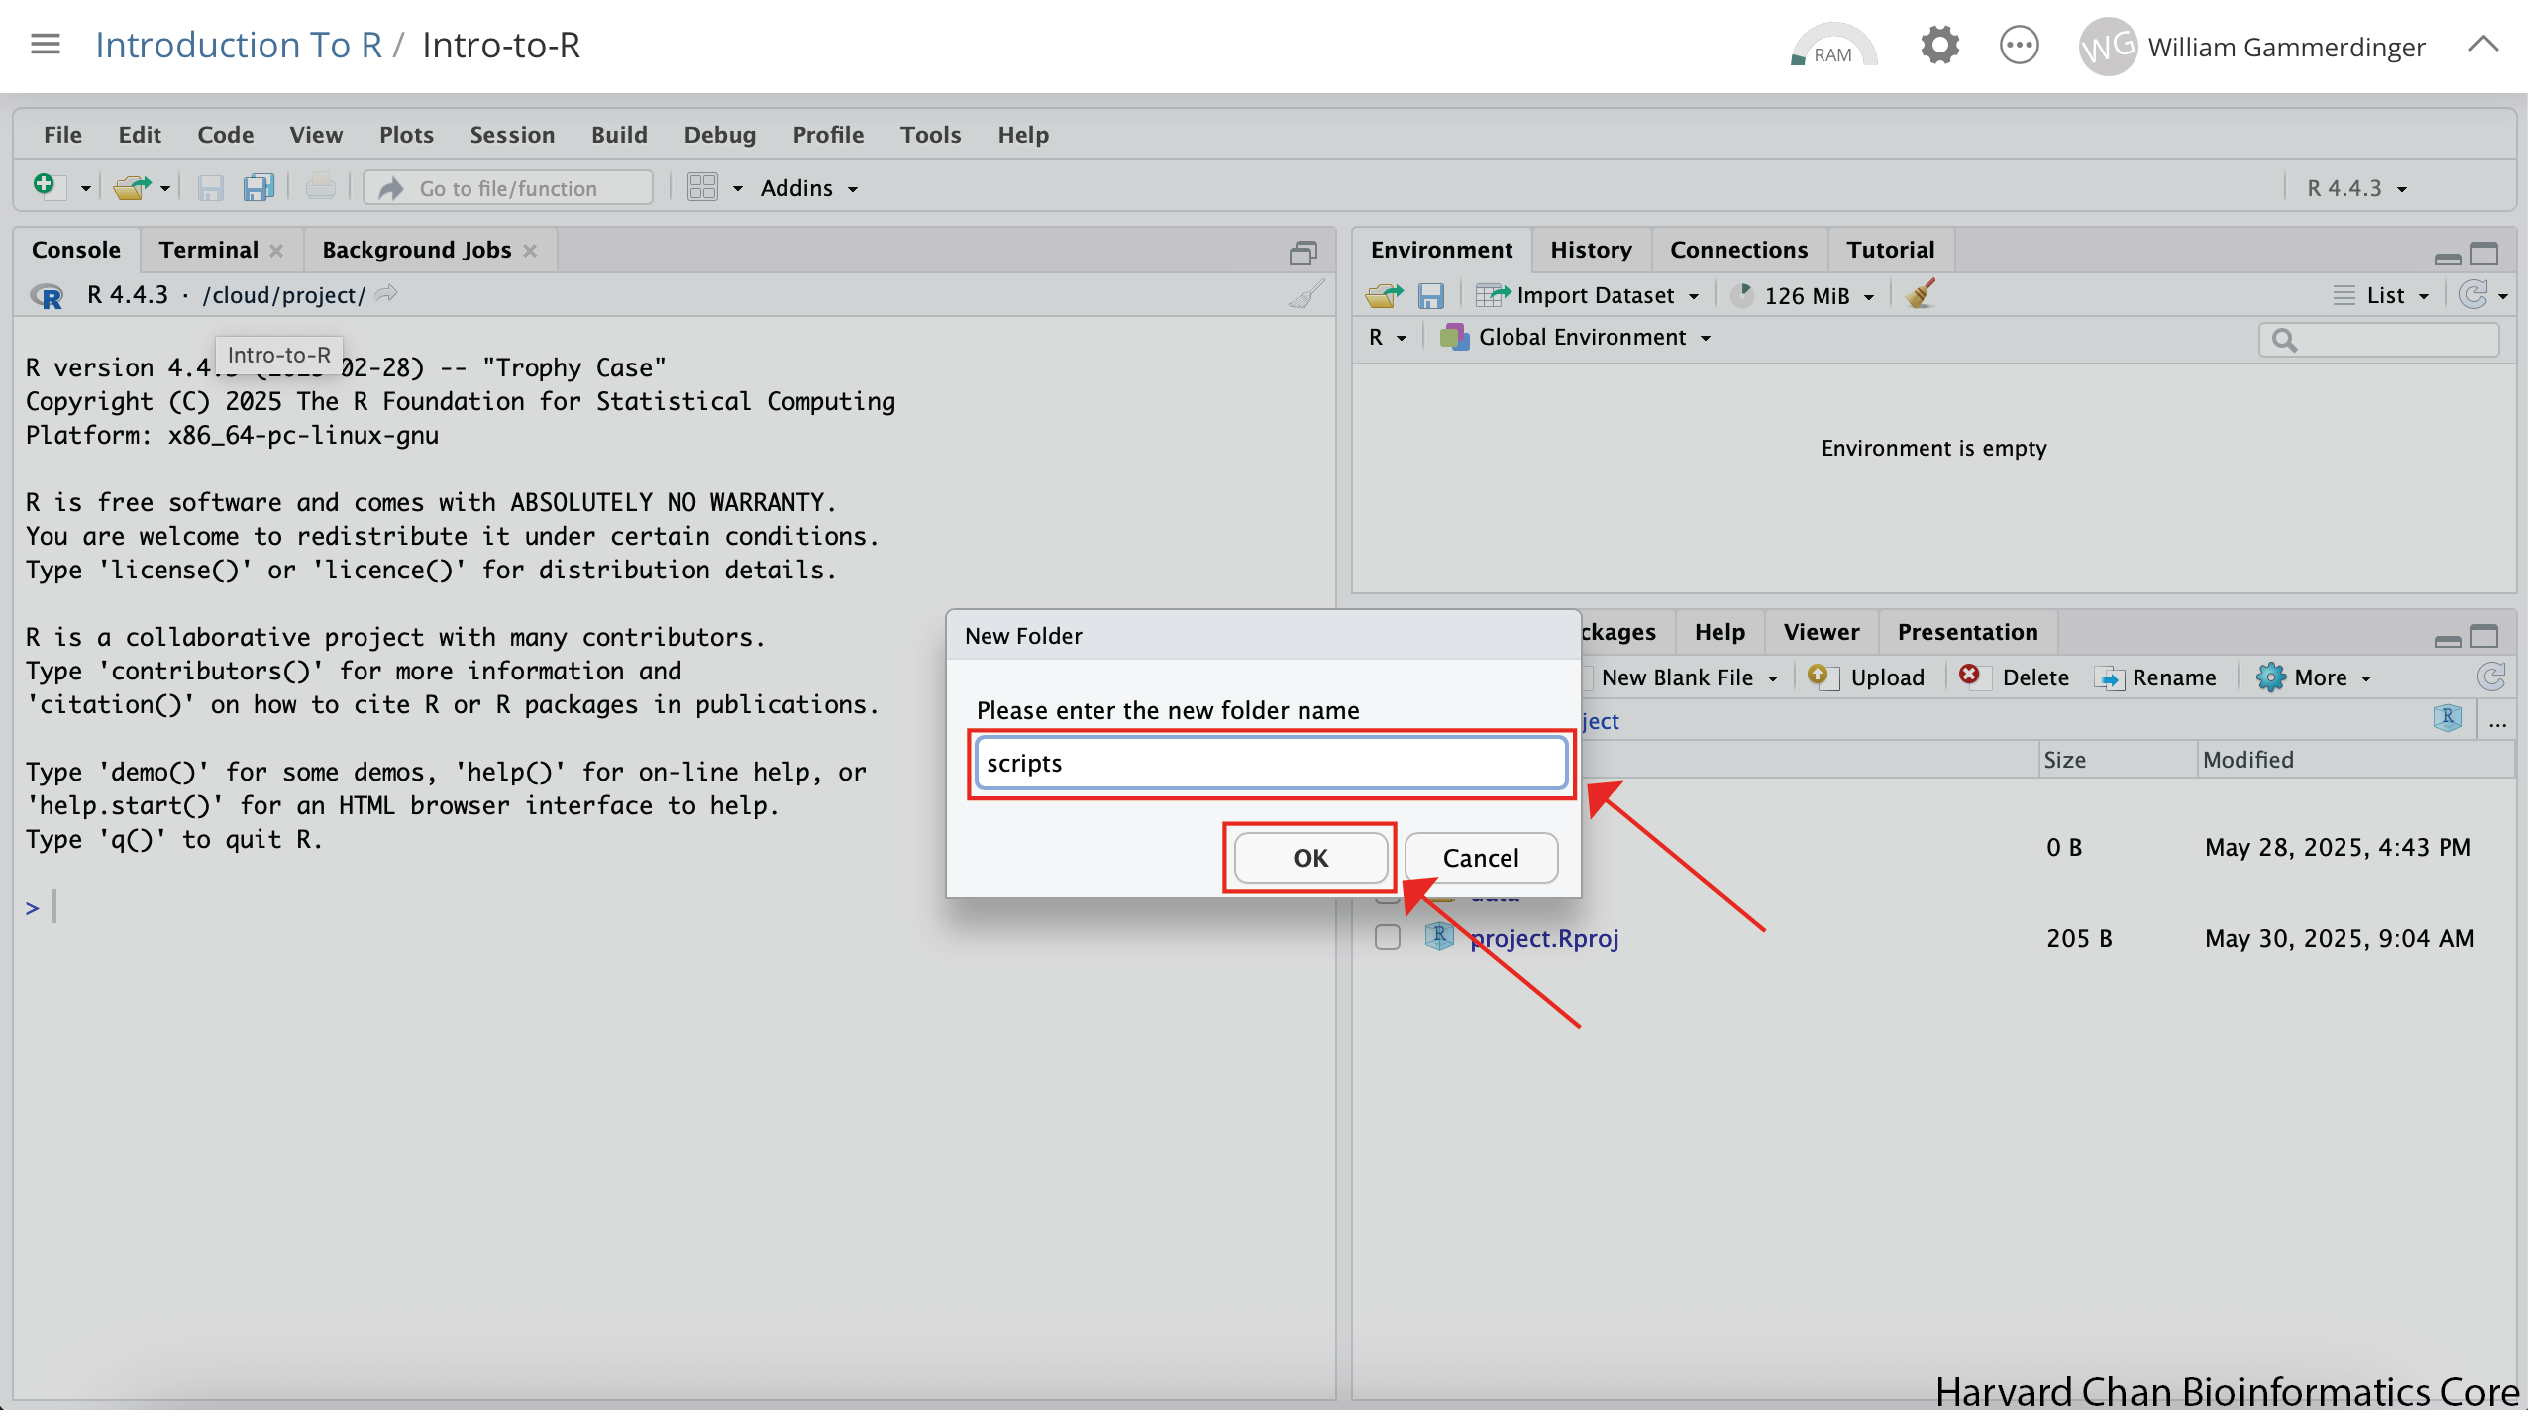 Introduction To R / Intro-to-R
RAM
WG William Gammerdinger
File Edit Code View Plots Session Build Debug Profile Tools Help
Go to file/function
Addins
R 4.4.3
Console Terminal Background Jobs
R 4.4.3 · /cloud/project/
Intro-to-R
R version 4.4. 02-28) -- "Trophy Case"
Copyright (C) 2025 The R Foundation for Statistical Computing
Platform: x86_64-pc-linux-gnu
R is free software and comes with ABSOLUTELY NO WARRANTY.
You are welcome to redistribute it under certain conditions.
Type 'license()' or 'licence()' for distribution details.
R is a collaborative project with many contributors.
Type 'contributors()' for more information and
'citation()' on how to cite R or R packages in publications.
Type 'demo()' for some demos, 'help()' for on-line help, or
'help.start()' for an HTML browser interface to help.
Type 'q()' to quit R.
>
Environment History Connections Tutorial
Import Dataset 126 MiB List
R Global Environment
Environment is empty
New Folder
Please enter the new folder name
scripts
OK Cancel
ckages Help Viewer Presentation
New Blank File Upload Delete Rename More
ject R ...
Size Modified
0 B May 28, 2025, 4:43 PM
project.Rproj 205 B May 30, 2025, 9:04 AM
Harvard Chan Bioinformatics Core